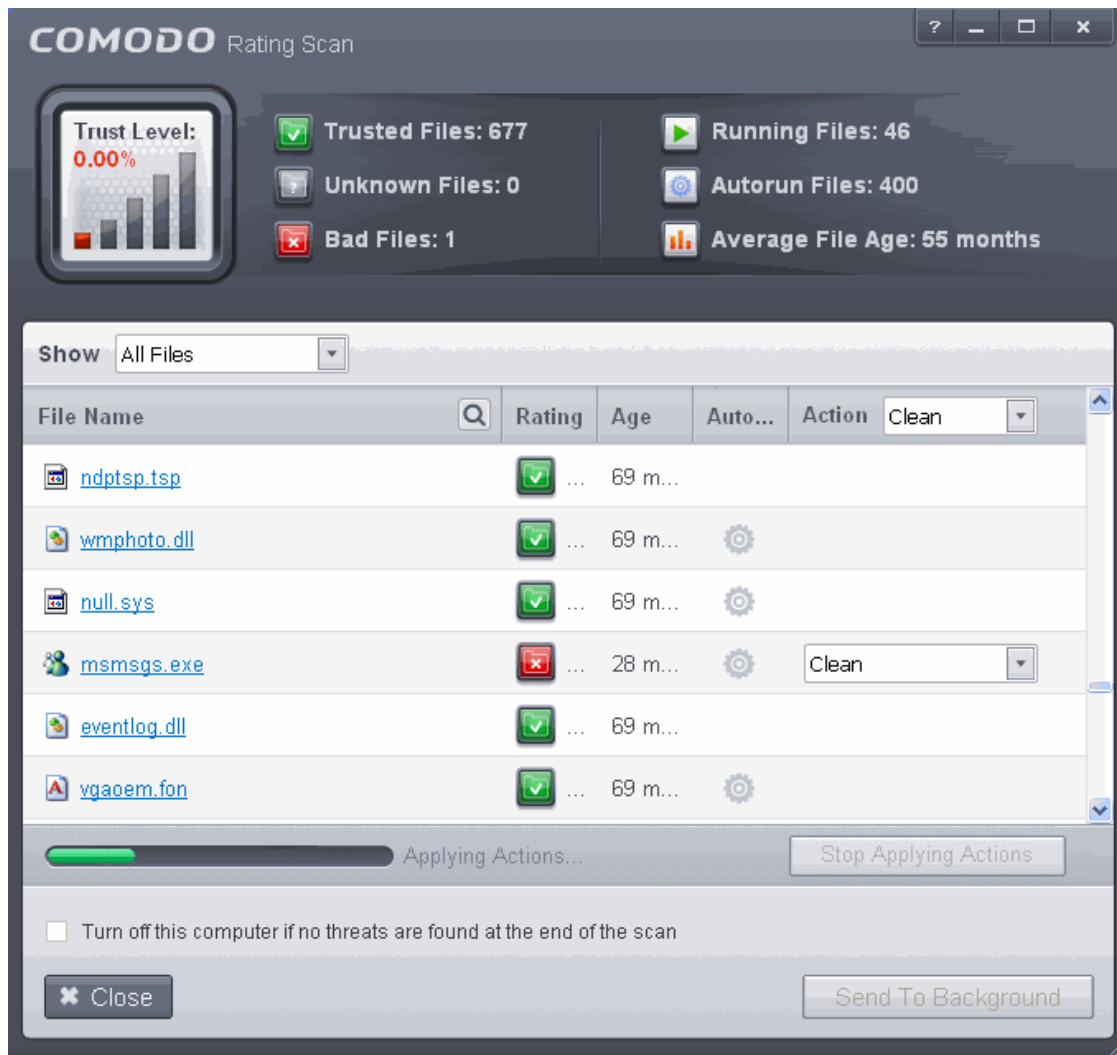 COMODO Rating Scan
?
Trust Level:
0.00%
Trusted Files: 677
Running Files: 46
Unknown Files: 0
Autorun Files: 400
Bad Files: 1
Average File Age: 55 months
Show All Files
File Name Rating Age Auto... Action Clean
ndptsp.tsp ... 69 m...
wmphoto.dll ... 69 m...
null.sys ... 69 m...
msmsgs.exe ... 28 m... Clean
eventlog.dll ... 69 m...
vgaoem.fon ... 69 m...
Applying Actions... Stop Applying Actions
Turn off this computer if no threats are found at the end of the scan
Close Send To Background